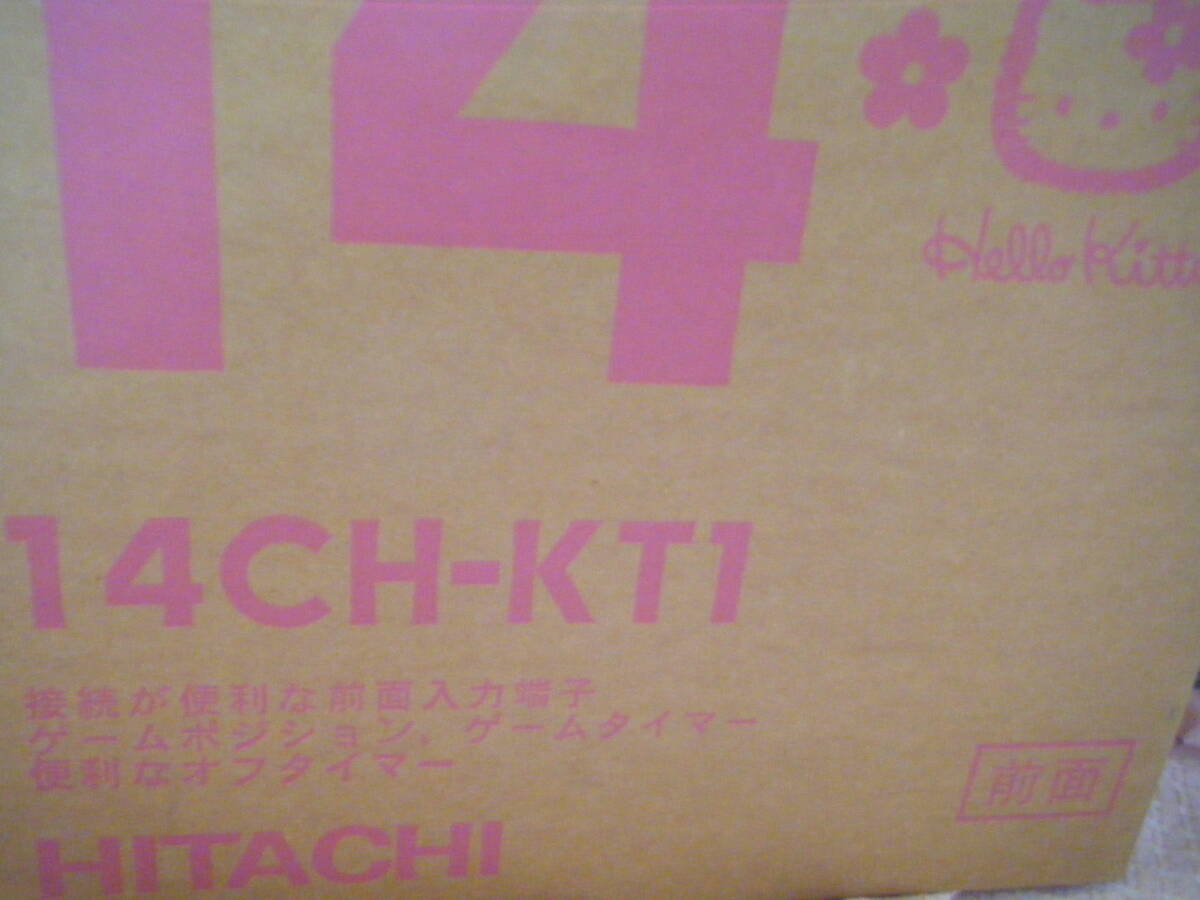 14
Hello Kitt
14CH-KT1
接続が便利な前面入力端子
ゲームポジション, ゲームタイマー
便利なオフタイマー
前面
HITACHI